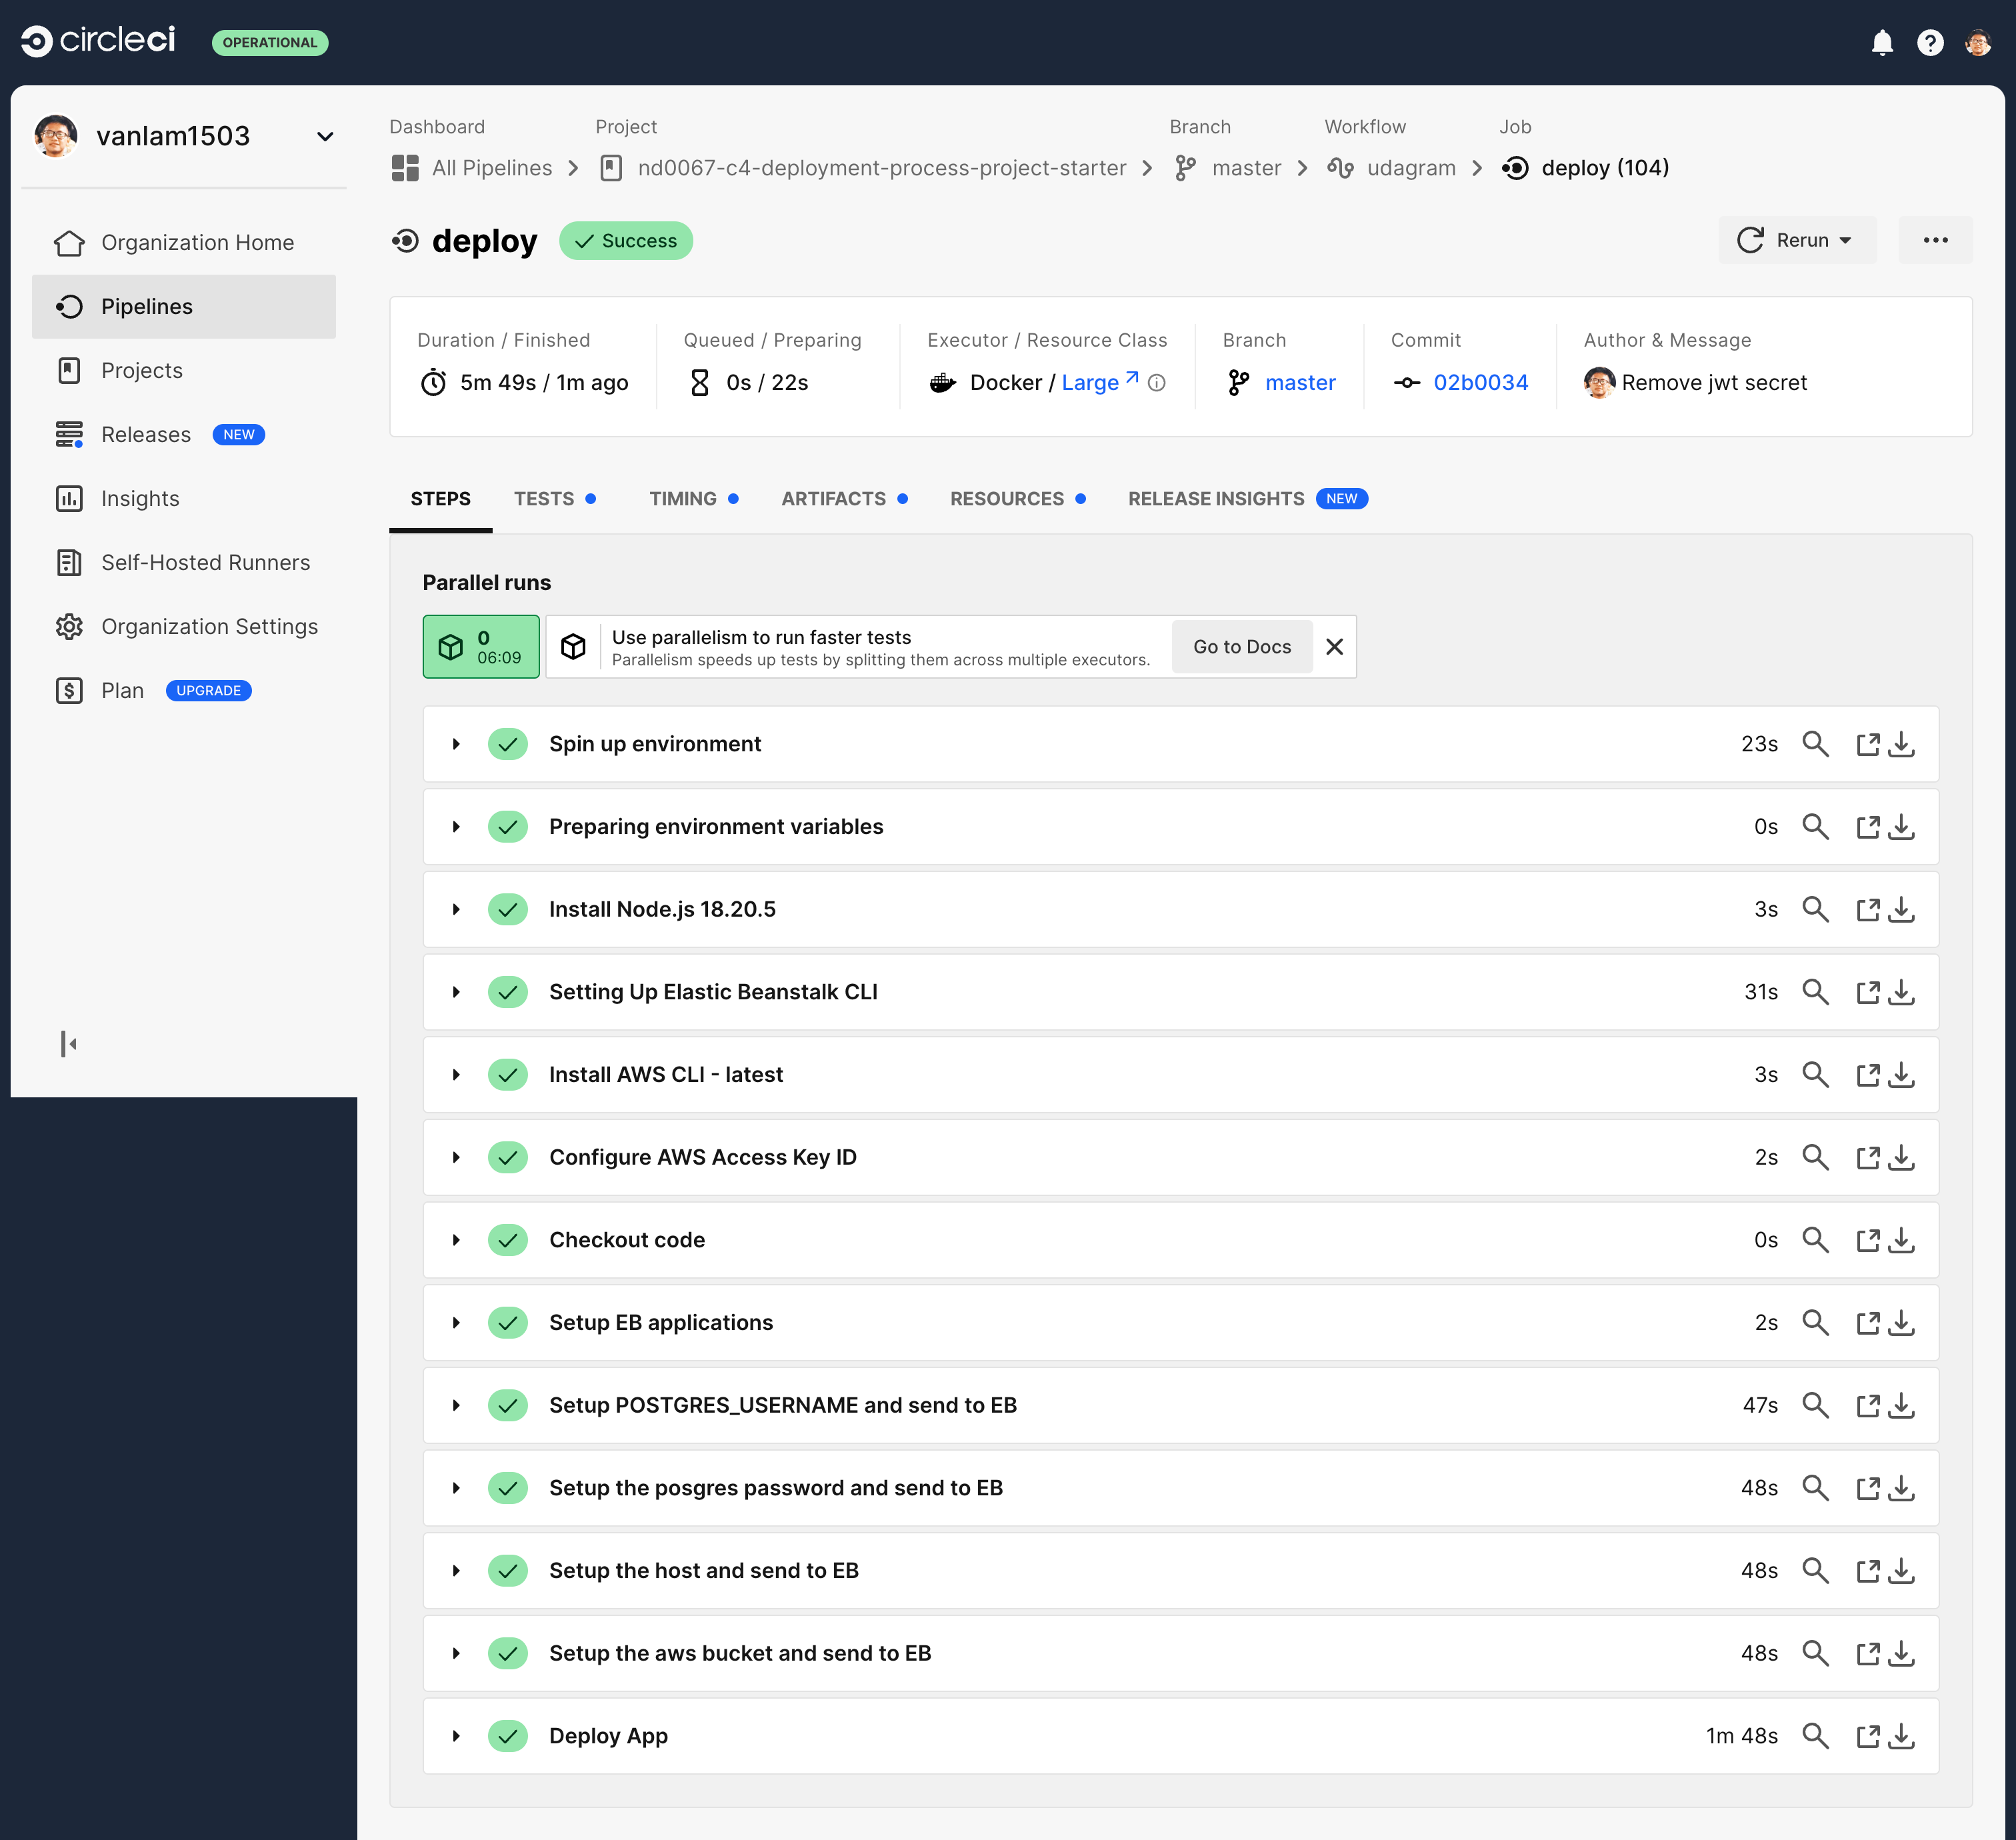 circleci
OPERATIONAL
vanlam1503
Organization Home
Pipelines
Projects
Releases NEW
Insights
Self-Hosted Runners
Organization Settings
Plan UPGRADE
Dashboard Project Branch Workflow Job
All Pipelines nd0067-c4-deployment-process-project-starter master udagram deploy (104)
deploy Success
Rerun
Duration / Finished Queued / Preparing Executor / Resource Class Branch Commit Author & Message
5m 49s / 1m ago 0s / 22s Docker / Large master 02b0034 Remove jwt secret
STEPS TESTS TIMING ARTIFACTS RESOURCES RELEASE INSIGHTS NEW
Parallel runs
0
06:09
Use parallelism to run faster tests
Parallelism speeds up tests by splitting them across multiple executors.
Go to Docs
Spin up environment 23s
Preparing environment variables 0s
Install Node.js 18.20.5 3s
Setting Up Elastic Beanstalk CLI 31s
Install AWS CLI - latest 3s
Configure AWS Access Key ID 2s
Checkout code 0s
Setup EB applications 2s
Setup POSTGRES_USERNAME and send to EB 47s
Setup the posgres password and send to EB 48s
Setup the host and send to EB 48s
Setup the aws bucket and send to EB 48s
Deploy App 1m 48s